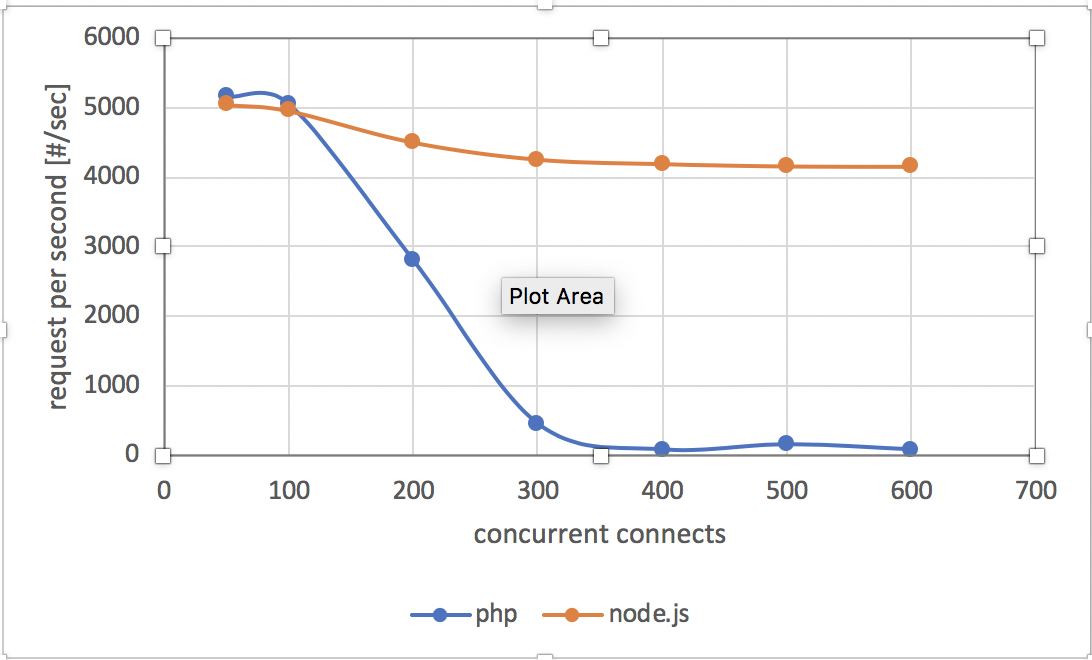 6000
5000
4000
3000
2000
1000
0
request per second [#/sec]
Plot Area
0 100 200 300 400 500 600 700
concurrent connects
php node.js